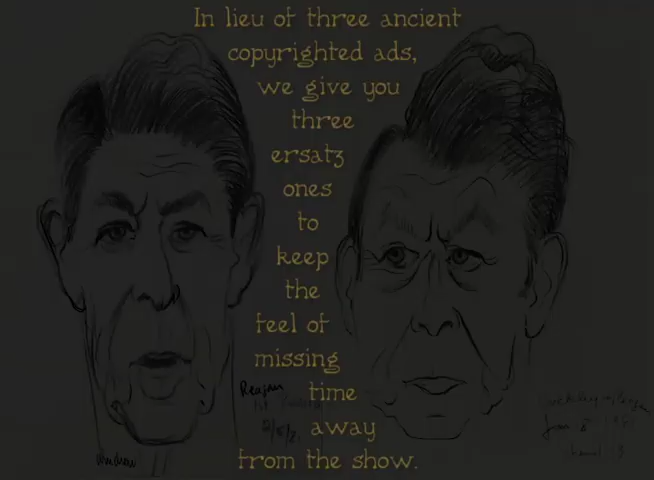 In lieu of three ancient
copyrighted ads,
we give you
three
ersatz
ones
to
keep
the
feel of
missing
time
away
from the show.
Reagan